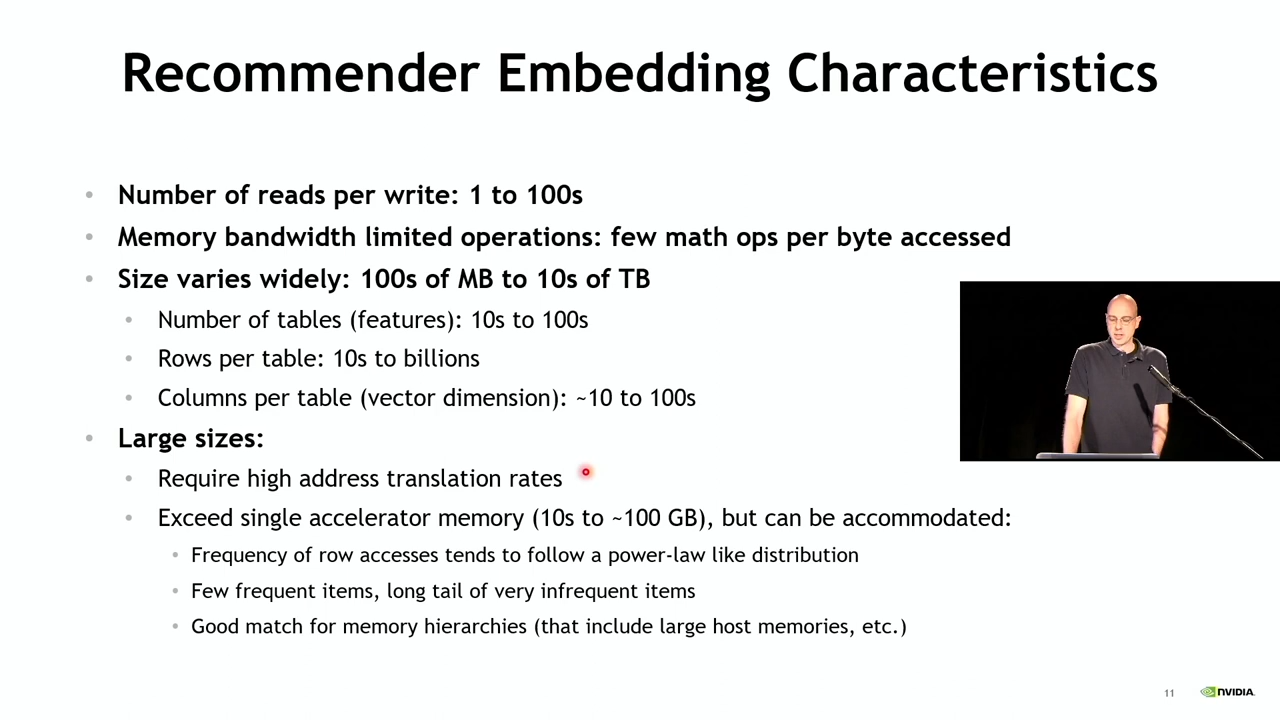 Recommender Embedding Characteristics
• Number of reads per write: 1 to 100s
• Memory bandwidth limited operations: few math ops per byte accessed
• Size varies widely: 100s of MB to 10s of TB
• Number of tables (features): 10s to 100s
• Rows per table: 10s to billions
• Columns per table (vector dimension): ~10 to 100s
• Large sizes:
• Require high address translation rates
• Exceed single accelerator memory (10s to ~100 GB), but can be accommodated:
• Frequency of row accesses tends to follow a power-law like distribution
• Few frequent items, long tail of very infrequent items
• Good match for memory hierarchies (that include large host memories, etc.)
11
NVIDIA.